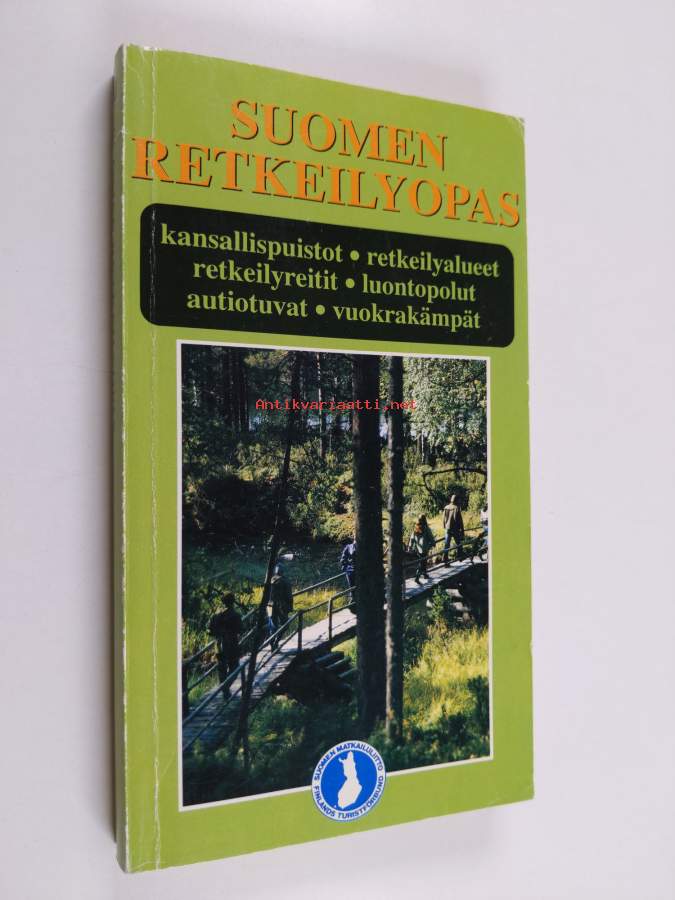 SUOMEN
RETKEILYOPAS
kansallispuistot • retkeilyalueet
retkeilyreitit • luontopolut
autiotuvat • vuokrakämpät
Antikvariaatti.net
SUOMEN MATKAILULIITTO
FINLANDS TURISTFÖRBUND